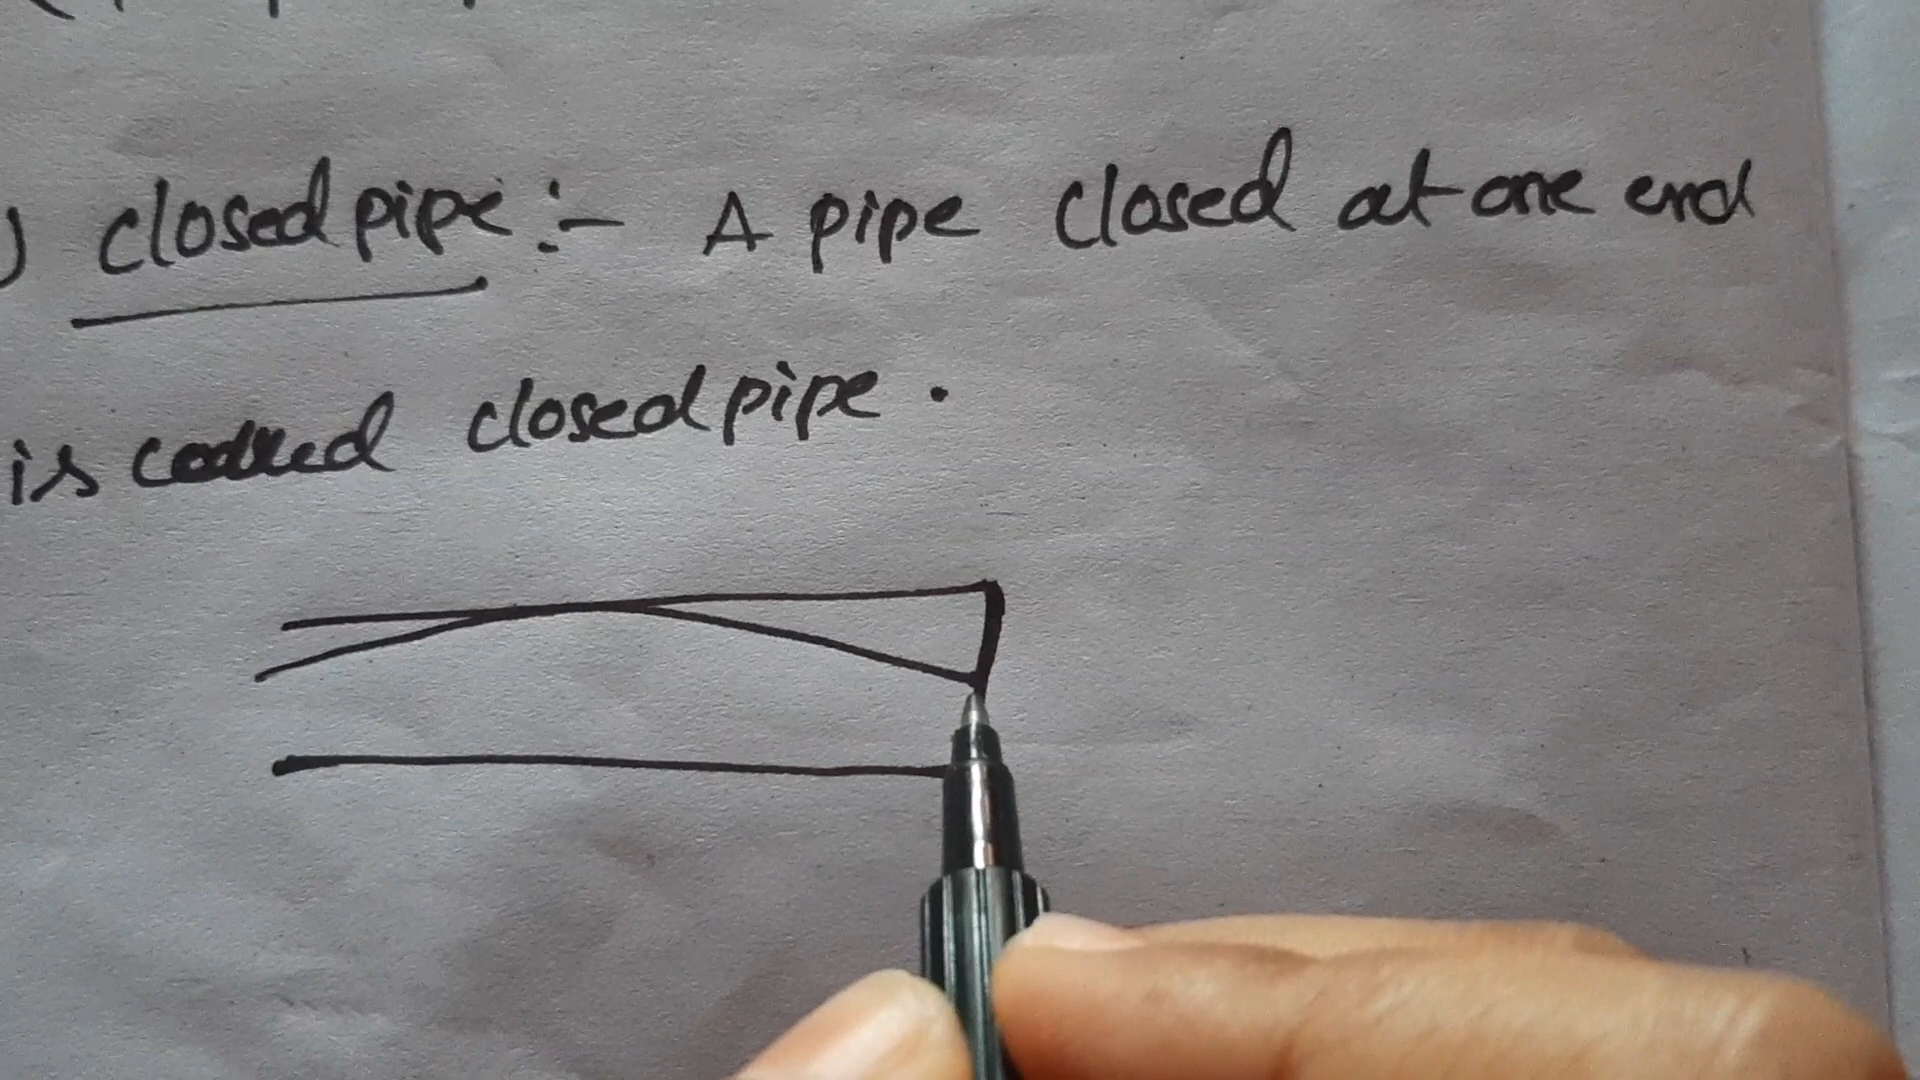 ) closed pipe :- A pipe closed at one end
is called closed pipe .